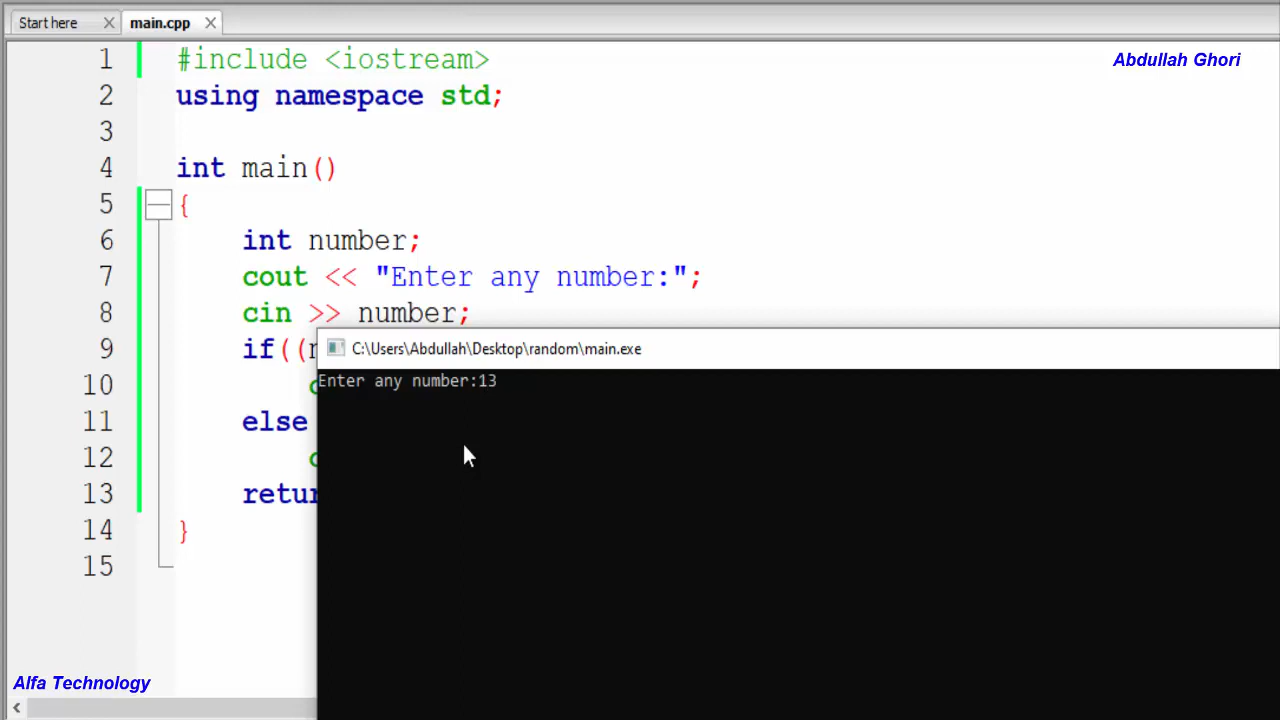 Start here
main.cpp
Abdullah Ghori
1 #include <iostream>
2 using namespace std;
3
4 int main()
5 {
6 int number;
7 cout << "Enter any number:";
8 cin >> number;
9 if((
10
11 else
12
13
14 }
15
C:\Users\Abdullah\Desktop\random\main.exe
Enter any number:13
Alfa Technology